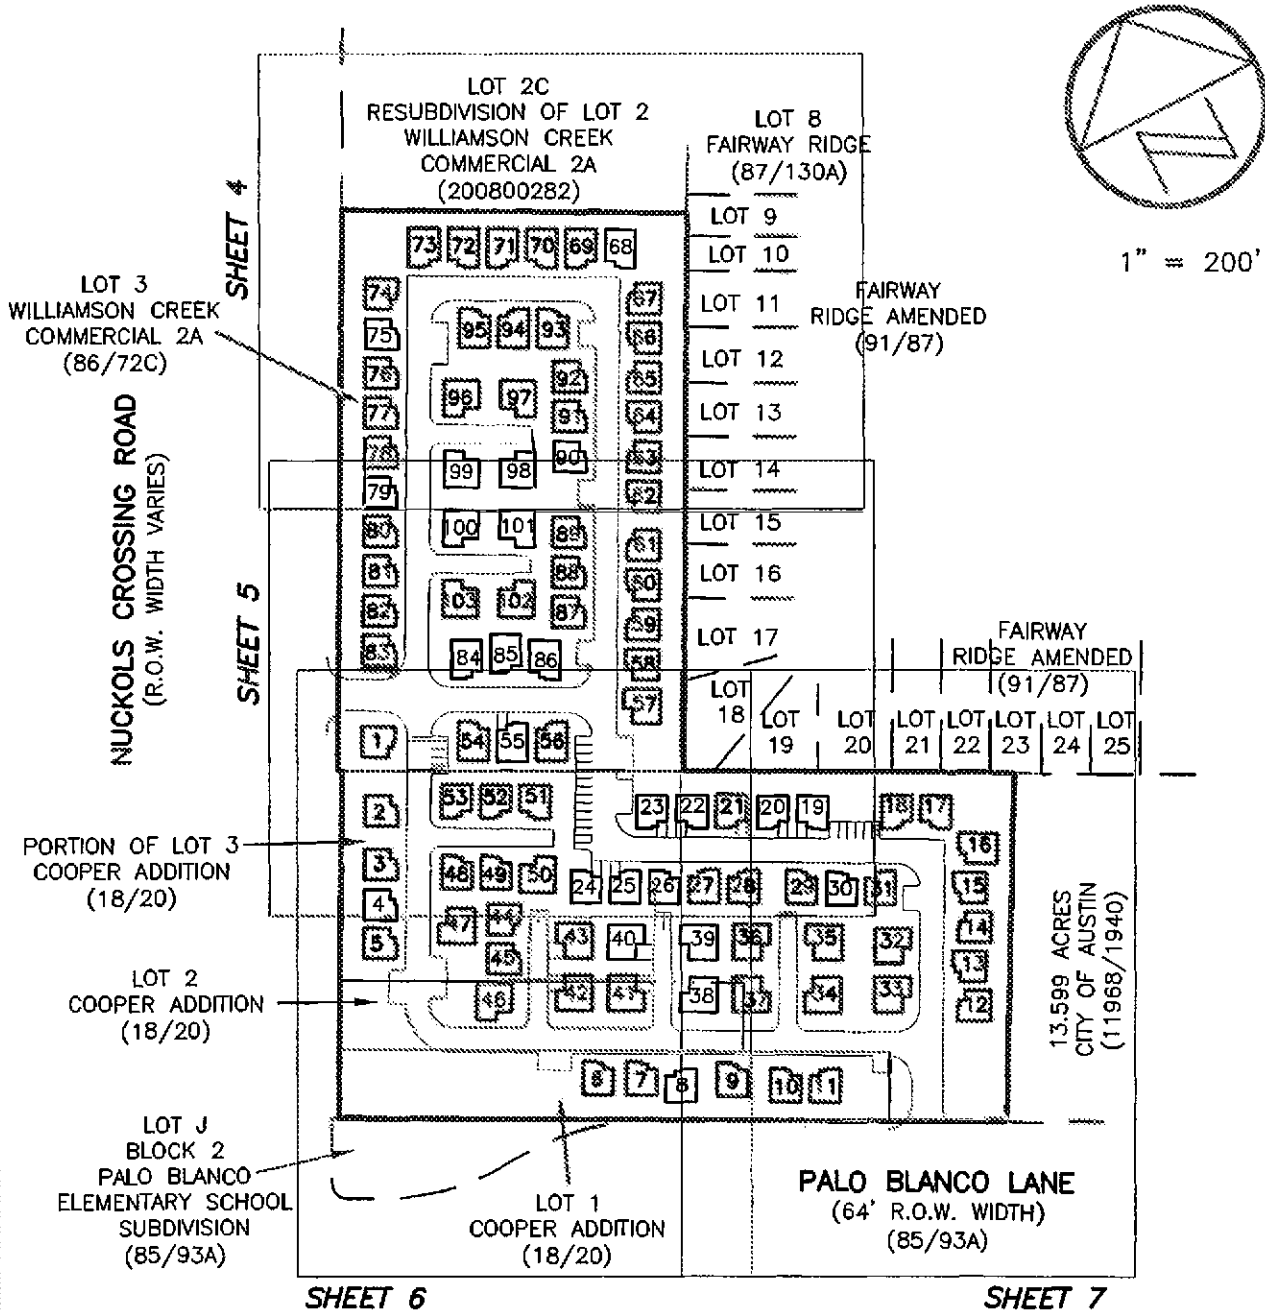 LOT 2C
RESUBDIVISION OF LOT 2
WILLIAMSON CREEK
COMMERCIAL 2A
(200800282)
LOT 8
FAIRWAY RIDGE
(87/130A)
N
1" = 200'
SHEET 4
LOT 9
LOT 10
LOT 11
LOT 12
LOT 13
LOT 14
LOT 15
LOT 16
LOT 17
LOT 18
FAIRWAY
RIDGE AMENDED
(91/87)
LOT 3
WILLIAMSON CREEK
COMMERCIAL 2A
(86/72C)
NUCKOLS CROSSING ROAD
(R.O.W. WIDTH VARIES)
SHEET 5
73 72 71 70 69 68
74
75
76
77
78
79
80
81
82
83
95 94 93
96 97
92
91
90
99 98
100 101
89
88
87
103 102
84 85 86
67
66
65
64
63
62
61
60
59
58
57
FAIRWAY
RIDGE AMENDED
(91/87)
LOT 19
LOT 20
LOT 21
LOT 22
LOT 23
LOT 24
LOT 25
1
54 55 56
2
53 52 51
23 22 21 20 19 18 17
3
4
5
48 49 50 24 25 26 27 28 29 30 31
16
15
14
13
12
47 44
45
46
43 40 39 36 35 32
42 41 38 37 34 33
6 7 8 9 10 11
PORTION OF LOT 3
COOPER ADDITION
(18/20)
LOT 2
COOPER ADDITION
(18/20)
13.599 ACRES
CITY OF AUSTIN
(11968/1940)
LOT J
BLOCK 2
PALO BLANCO
ELEMENTARY SCHOOL
SUBDIVISION
(85/93A)
LOT 1
COOPER ADDITION
(18/20)
PALO BLANCO LANE
(64' R.O.W. WIDTH)
(85/93A)
SHEET 6
SHEET 7